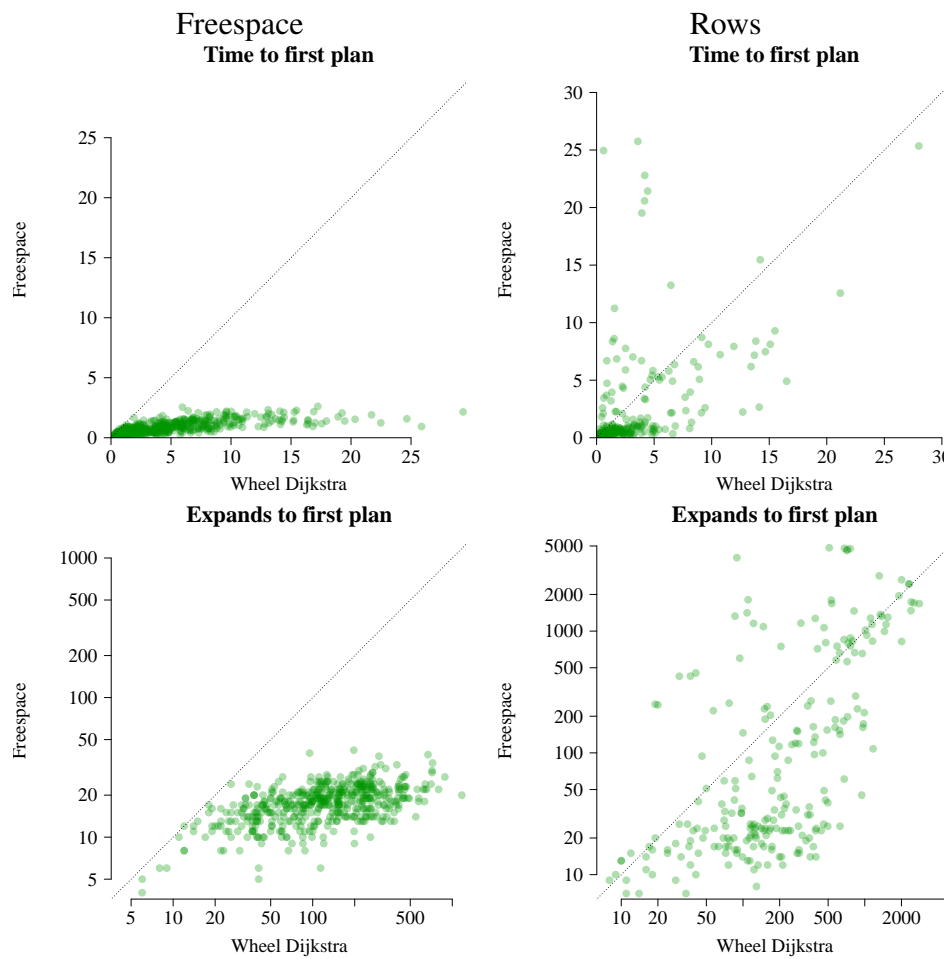 Freespace
Time to first plan
25
20
15
10
5
0
0 5 10 15 20 25
Freespace
Wheel Dijkstra
Rows
Time to first plan
30
25
20
15
10
5
0
0 5 10 15 20 25 30
Freespace
Wheel Dijkstra
Expands to first plan
1000
500
200
100
50
20
10
5
5 10 20 50 100 500
Freespace
Wheel Dijkstra
Expands to first plan
5000
2000
1000
500
200
100
50
20
10
10 20 50 200 500 2000
Freespace
Wheel Dijkstra